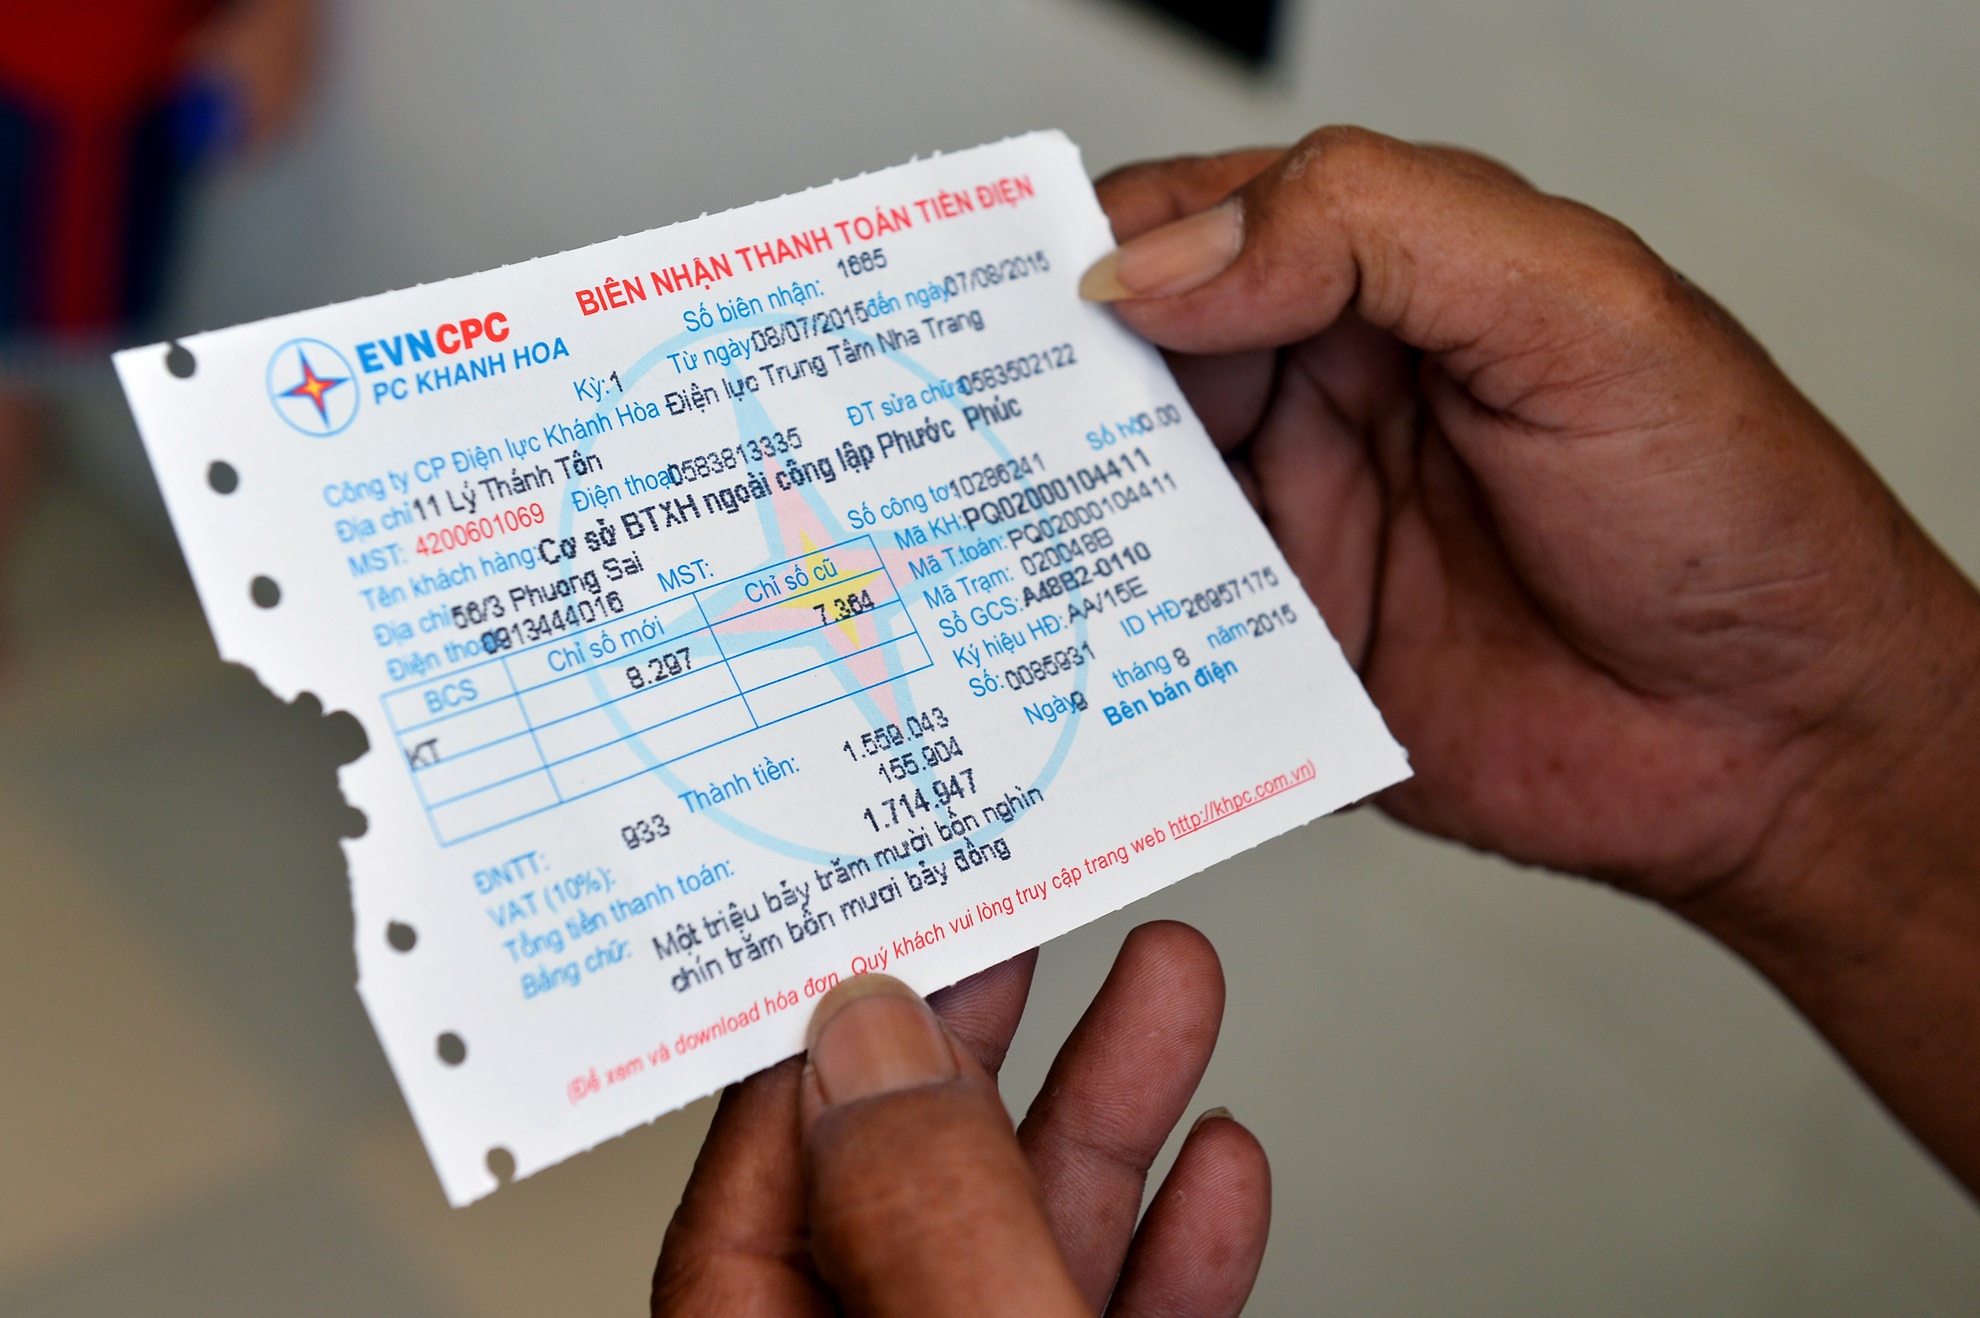 BIÊN NHẬN THANH TOÁN TIỀN ĐIỆN
EVNCPC
PC KHANH HOA
Số biên nhận: 1665
Kỳ:1 Từ ngày08/07/2015đến ngày07/08/2015
Công ty CP Điện lực Khánh Hòa Điện lực Trung Tâm Nha Trang
Địa chỉ11 Lý Thánh Tôn Điện thoại0583813335 ĐT sửa chữa0583502122
MST: 4200601069
Tên khách hàng:Cơ sở BTXH ngoài công lập Phước Phúc
Địa chỉ56/3 Phuong Sai
Điện thoại0913444016 MST: Số công tơ10286241 Số hộ0.00
Mã KH:PQ02000104411
Mã T.toán:PQ02000104411
Mã Trạm: 020048B
Sổ GCS:A48B2-0110
Ký hiệu HĐ:AA/15E
Số:0085931 ID HĐ26957175
Ngày9 tháng 8 năm2015
Bên bán điện
BCS Chỉ số mới Chỉ số cũ
KT 8.297 7.364
ĐNTT: 933 Thành tiền: 1.559.043
VAT (10%): 155.904
Tổng tiền thanh toán: 1.714.947
Bằng chữ: Một triệu bảy trăm mười bốn nghìn
chín trăm bốn mươi bảy đồng
(Để xem và download hóa đơn, Quý khách vui lòng truy cập trang web http://khpc.com.vn)